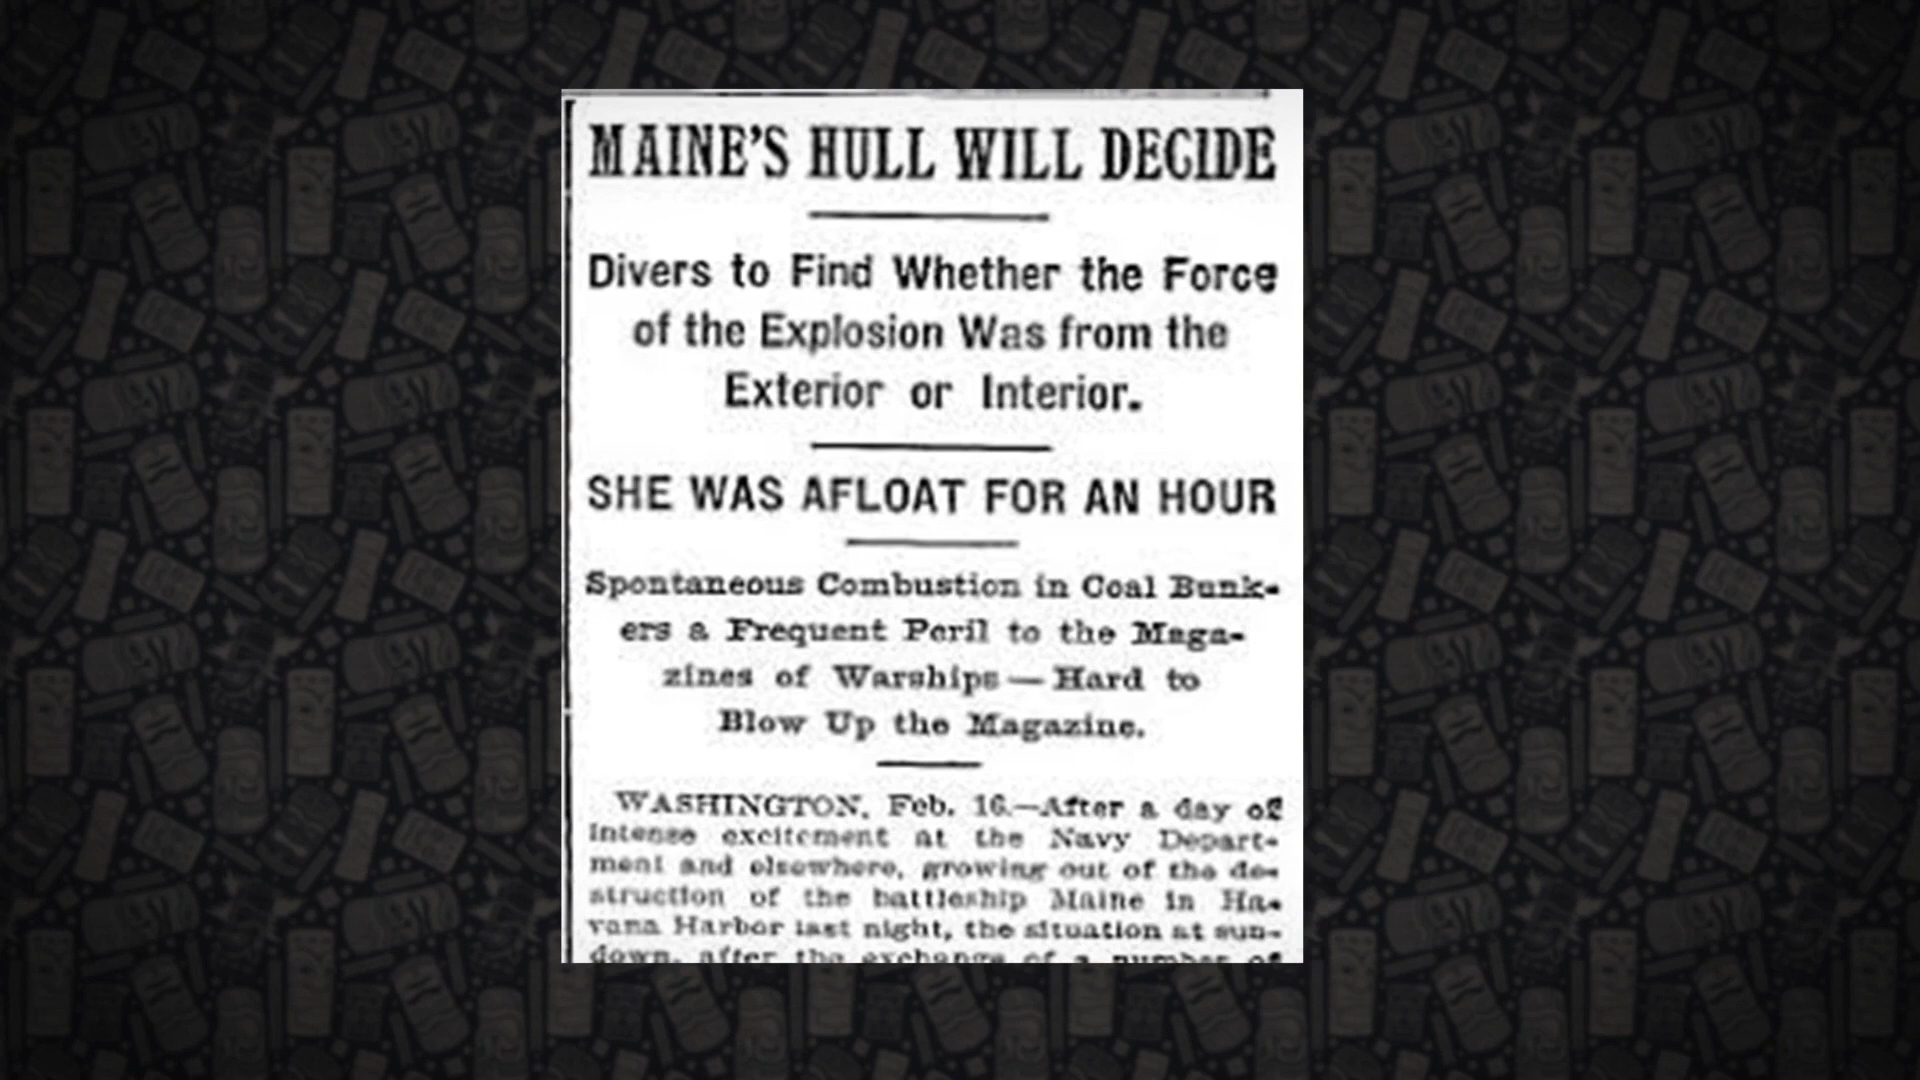 MAINE'S HULL WILL DECIDE
Divers to Find Whether the Force
of the Explosion Was from the
Exterior or Interior.
SHE WAS AFLOAT FOR AN HOUR
Spontaneous Combustion in Coal Bunk-
ers a Frequent Peril to the Maga-
zines of Warships — Hard to
Blow Up the Magazine.
WASHINGTON, Feb. 16.—After a day of
intense excitement at the Navy Depart-
ment and elsewhere, growing out of the de-
struction of the battleship Maine in Ha-
vana Harbor last night, the situation at sun-
down, after the exchange of a number of